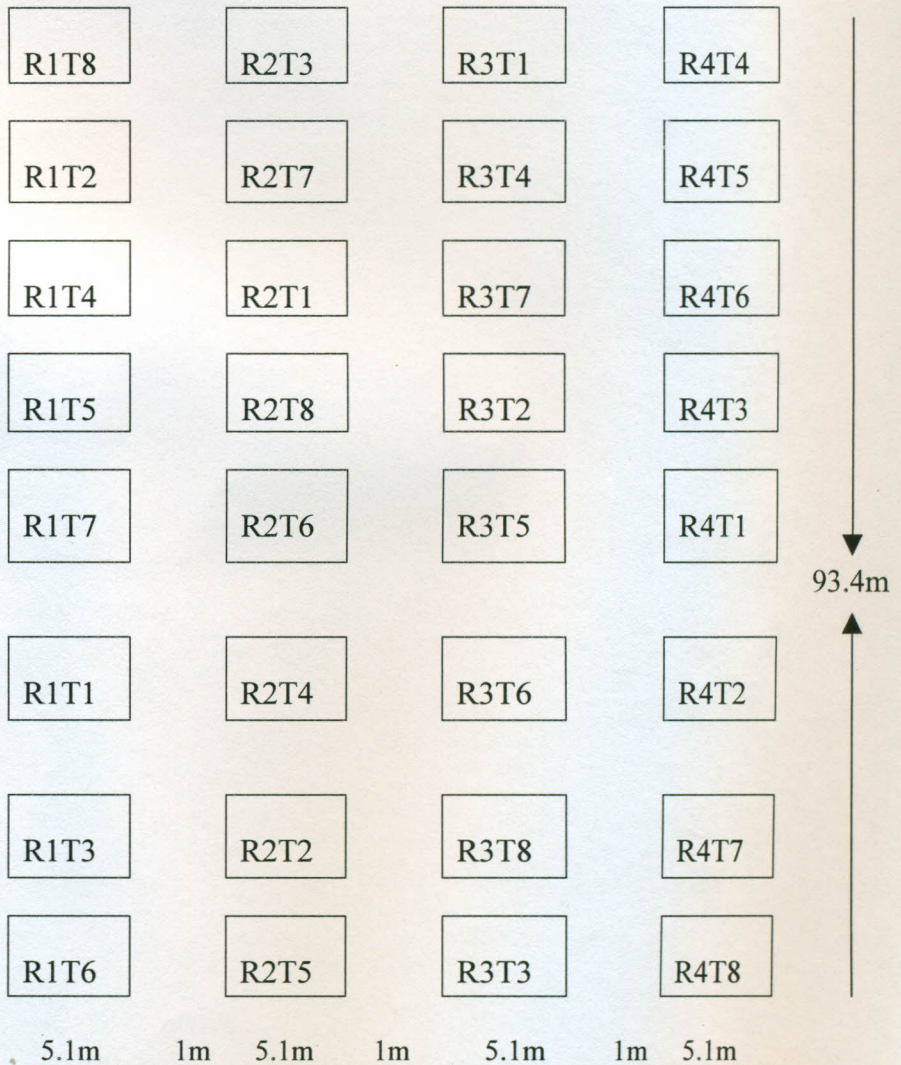 R1T8 R2T3 R3T1 R4T4
R1T2 R2T7 R3T4 R4T5
R1T4 R2T1 R3T7 R4T6
R1T5 R2T8 R3T2 R4T3
R1T7 R2T6 R3T5 R4T1
93.4m
R1T1 R2T4 R3T6 R4T2
R1T3 R2T2 R3T8 R4T7
R1T6 R2T5 R3T3 R4T8
5.1m 1m 5.1m 1m 5.1m 1m 5.1m